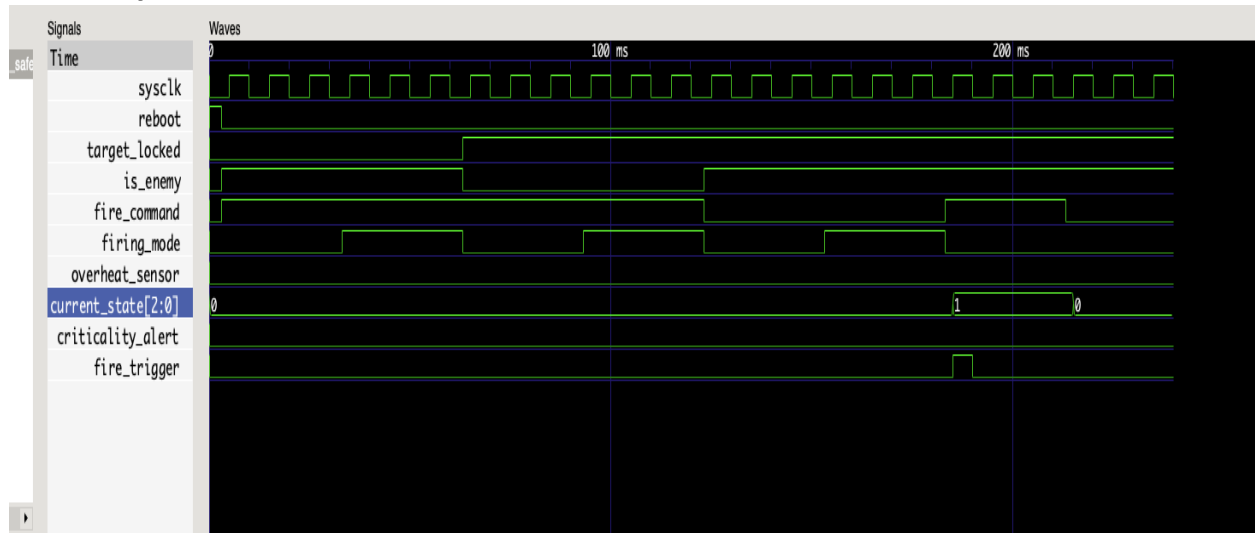 Signals
Waves
_safe
Time
0
100 ms
200 ms
sysclk
reboot
target_locked
is_enemy
fire_command
firing_mode
overheat_sensor
current_state[2:0]
0
1
0
criticality_alert
fire_trigger